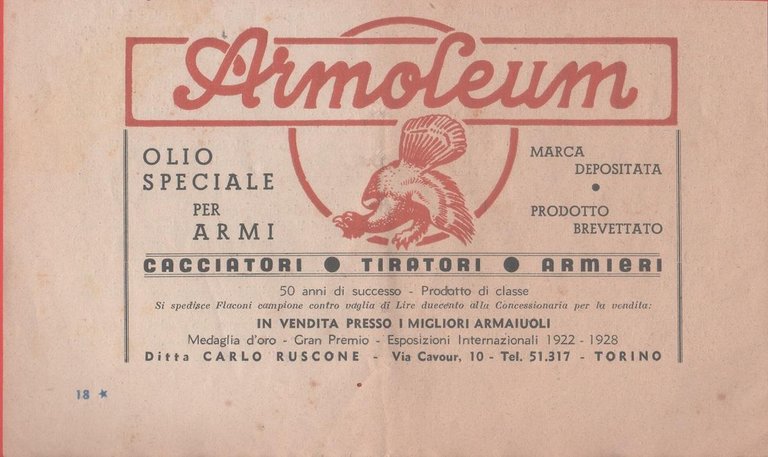 Armoleum
OLIO
SPECIALE
PER
ARMI
MARCA
DEPOSITATA
PRODOTTO
BREVETTATO
CACCIATORI ● TIRATORI ● ARMIERI
50 anni di successo - Prodotto di classe
Si spedisce Flaconi campione contro vaglia di Lire duecento alla Concessionaria per la vendita:
IN VENDITA PRESSO I MIGLIORI ARMAIUOLI
Medaglia d'oro - Gran Premio - Esposizioni Internazionali 1922 - 1928
Ditta CARLO RUSCONE - Via Cavour, 10 - Tel. 51.317 - TORINO
18 ★